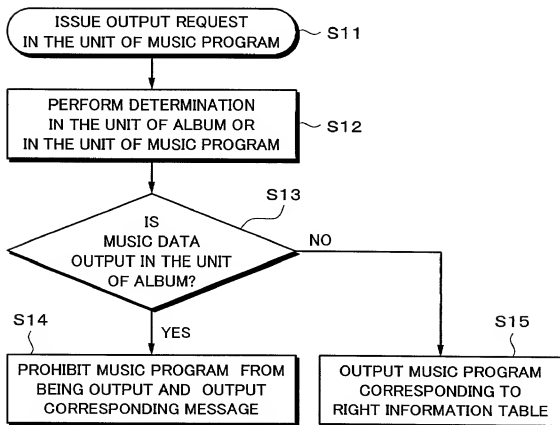 ISSUE OUTPUT REQUEST
IN THE UNIT OF MUSIC PROGRAM
S11
PERFORM DETERMINATION
IN THE UNIT OF ALBUM OR
IN THE UNIT OF MUSIC PROGRAM
S12
S13
IS
MUSIC DATA
OUTPUT IN THE UNIT
OF ALBUM?
NO
YES
S14
PROHIBIT MUSIC PROGRAM FROM
BEING OUTPUT AND OUTPUT
CORRESPONDING MESSAGE
S15
OUTPUT MUSIC PROGRAM
CORRESPONDING TO
RIGHT INFORMATION TABLE